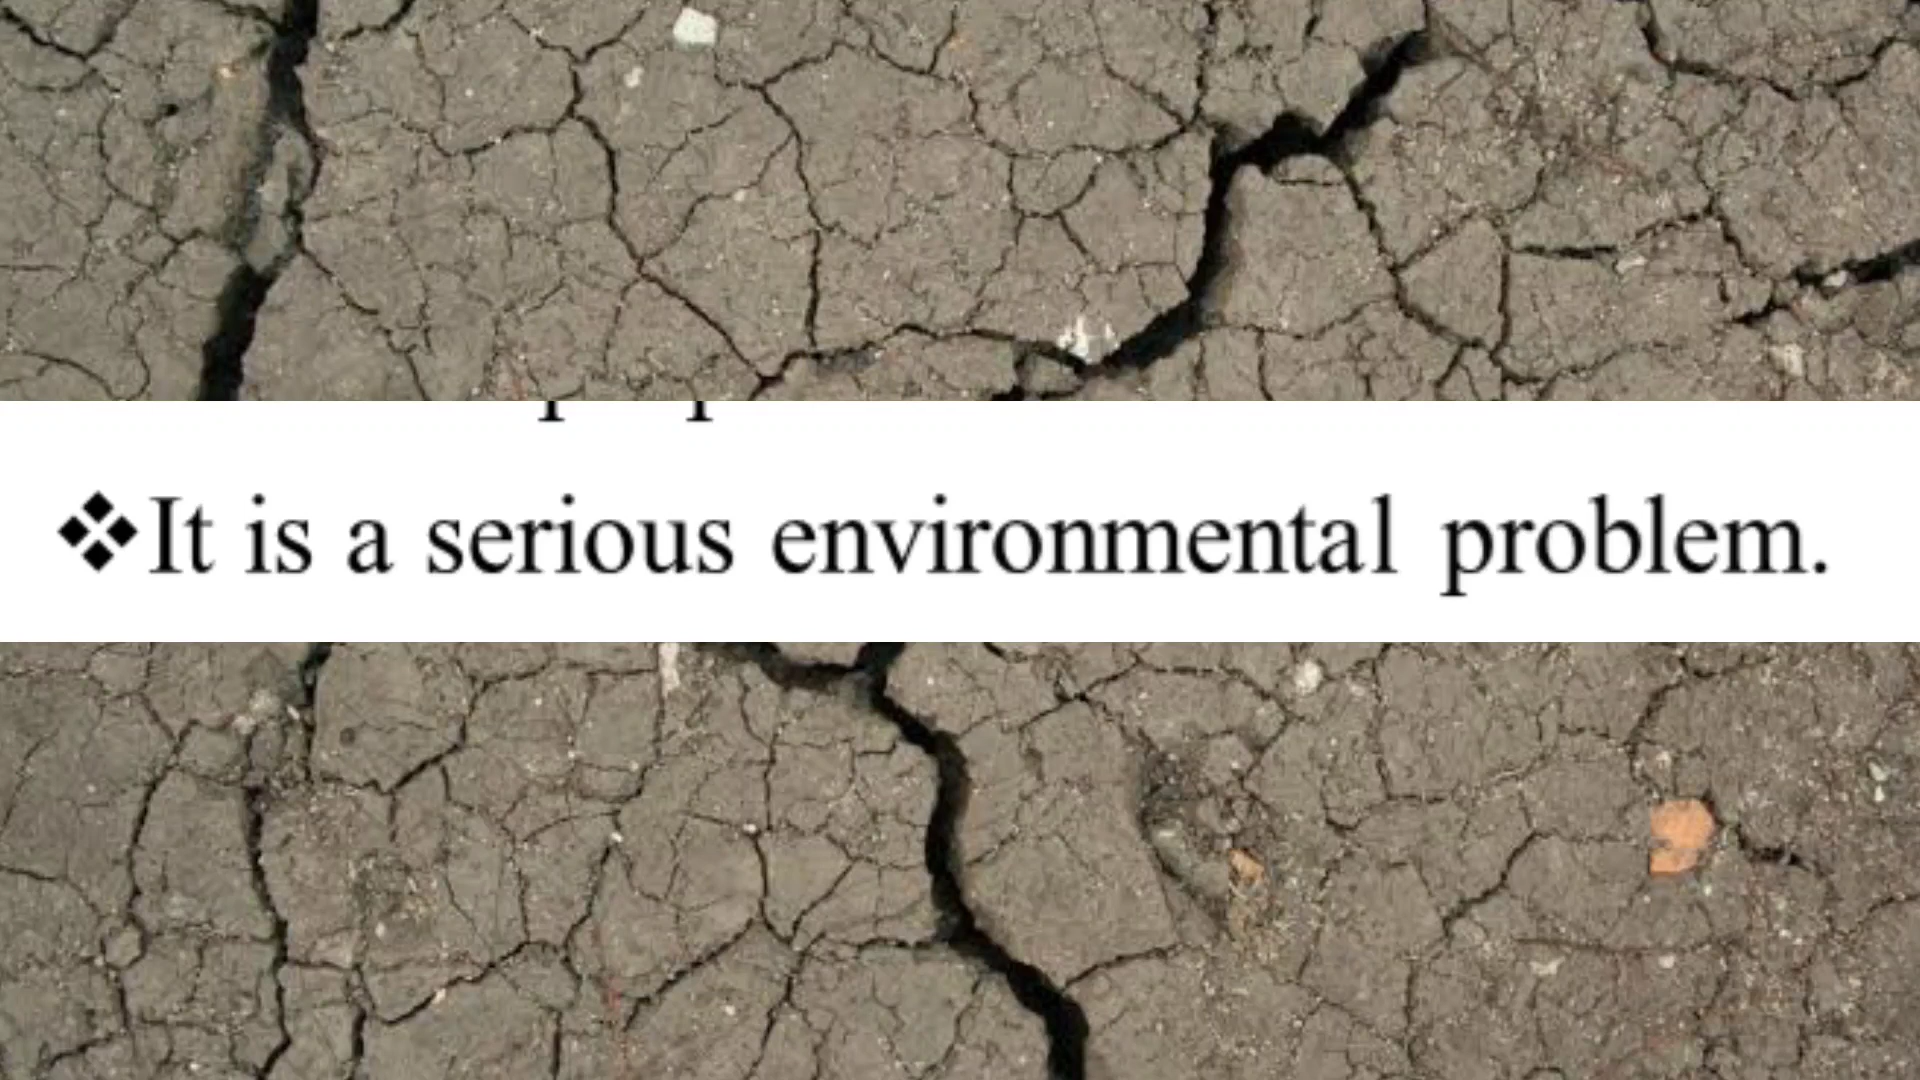 ❖It is a serious environmental problem.